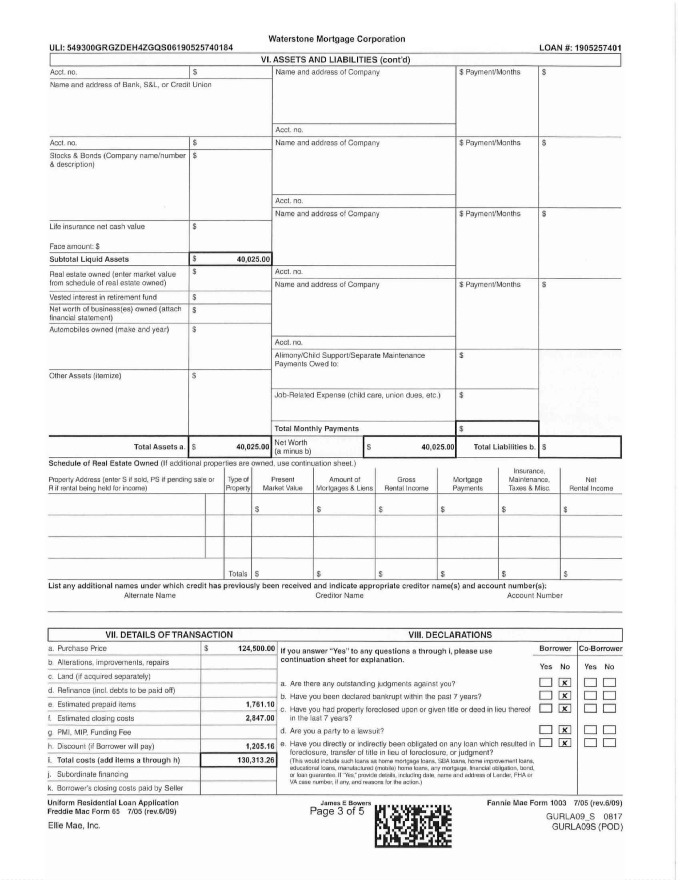 Waterstone Mortgage Corporation
ULI: 549300GRGZDEH4ZGQS06190525740184 LOAN #: 1905257401
VI. ASSETS AND LIABILITIES (cont'd)
Acct. no. $ Name and address of Company $ Payment/Months $
Name and address of Bank, S&L, or Credit Union
Acct. no.
Acct. no. $ Name and address of Company $ Payment/Months $
Stocks & Bonds (Company name/number $
& description)
Acct. no.
Name and address of Company $ Payment/Months $
Life insurance net cash value $
Face amount: $
Subtotal Liquid Assets $ 40,025.00
Real estate owned (enter market value $ Acct. no.
from schedule of real estate owned) Name and address of Company $ Payment/Months $
Vested interest in retirement fund $
Net worth of business(es) owned (attach $
financial statement)
Automobiles owned (make and year) $
Acct. no.
Alimony/Child Support/Separate Maintenance $
Payments Owed to:
Other Assets (itemize) $
Job-Related Expense (child care, union dues, etc.) $
Total Monthly Payments $
Total Assets a. $ 40,025.00 Net Worth $ 40,025.00 Total Liabilities b. $
(a minus b)
Schedule of Real Estate Owned (If additional properties are owned, use continuation sheet.)
Insurance,
Property Address (enter S if sold, PS if pending sale or Type of Present Amount of Gross Mortgage Maintenance, Net
R if rental being held for income) Property Market Value Mortgages & Liens Rental Income Payments Taxes & Misc. Rental Income
$ $ $ $ $ $
Totals $ $ $ $ $ $
List any additional names under which credit has previously been received and indicate appropriate creditor name(s) and account number(s):
Alternate Name Creditor Name Account Number
VII. DETAILS OF TRANSACTION VIII. DECLARATIONS
a. Purchase Price $ 124,500.00 If you answer "Yes" to any questions a through i, please use Borrower Co-Borrower
continuation sheet for explanation.
b. Alterations, improvements, repairs Yes No Yes No
c. Land (if acquired separately)
a. Are there any outstanding judgments against you? X
d. Refinance (incl. debts to be paid off)
b. Have you been declared bankrupt within the past 7 years? X
e. Estimated prepaid items 1,761.10 c. Have you had property foreclosed upon or given title or deed in lieu thereof X
f. Estimated closing costs 2,847.00 in the last 7 years?
g. PMI, MIP, Funding Fee d. Are you a party to a lawsuit? X
h. Discount (if Borrower will pay) 1,205.16 e. Have you directly or indirectly been obligated on any loan which resulted in X
foreclosure, transfer of title in lieu of foreclosure, or judgment?
i. Total costs (add items a through h) 130,313.26 (This would include such loans as home mortgage loans, SBA loans, home improvement loans,
educational loans, manufactured (mobile) home loans, any mortgage, financial obligation, bond,
j. Subordinate financing or loan guarantee. If "Yes," provide details, including date, name and address of Lender, FHA or
VA case number, if any, and reasons for the action.)
k. Borrower's closing costs paid by Seller
Uniform Residential Loan Application James E Bowers Fannie Mae Form 1003 7/05 (rev.6/09)
Freddie Mac Form 65 7/05 (rev.6/09) Page 3 of 5
GURLA09_S 0817
Ellie Mae, Inc. GURLA09S (POD)